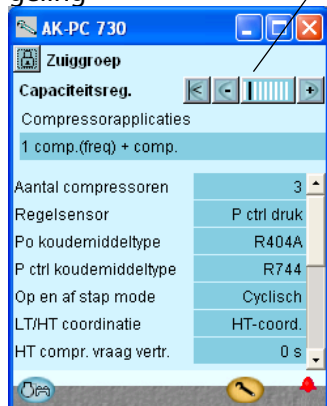 geling
AK-PC 730
Zuiggroep
Capaciteitsreg.
Compressorapplicaties
1 comp.(freq) + comp.
Aantal compressoren 3
Regelsensor P ctrl druk
Po koudemiddeltype R404A
P ctrl koudemiddeltype R744
Op en af stap mode Cyclisch
LT/HT coordinatie HT-coord.
HT compr. vraag vertr. 0 s